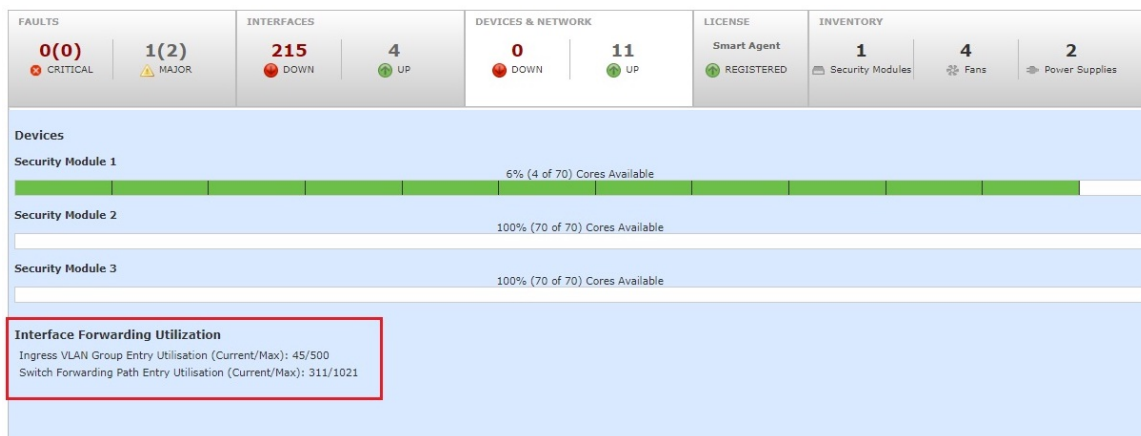 FAULTS
0(0)
CRITICAL
1(2)
MAJOR
INTERFACES
215
DOWN
4
UP
DEVICES & NETWORK
0
DOWN
11
UP
LICENSE
Smart Agent
REGISTERED
INVENTORY
1
Security Modules
4
Fans
2
Power Supplies
Devices
Security Module 1
6% (4 of 70) Cores Available
Security Module 2
100% (70 of 70) Cores Available
Security Module 3
100% (70 of 70) Cores Available
Interface Forwarding Utilization
Ingress VLAN Group Entry Utilisation (Current/Max): 45/500
Switch Forwarding Path Entry Utilisation (Current/Max): 311/1021